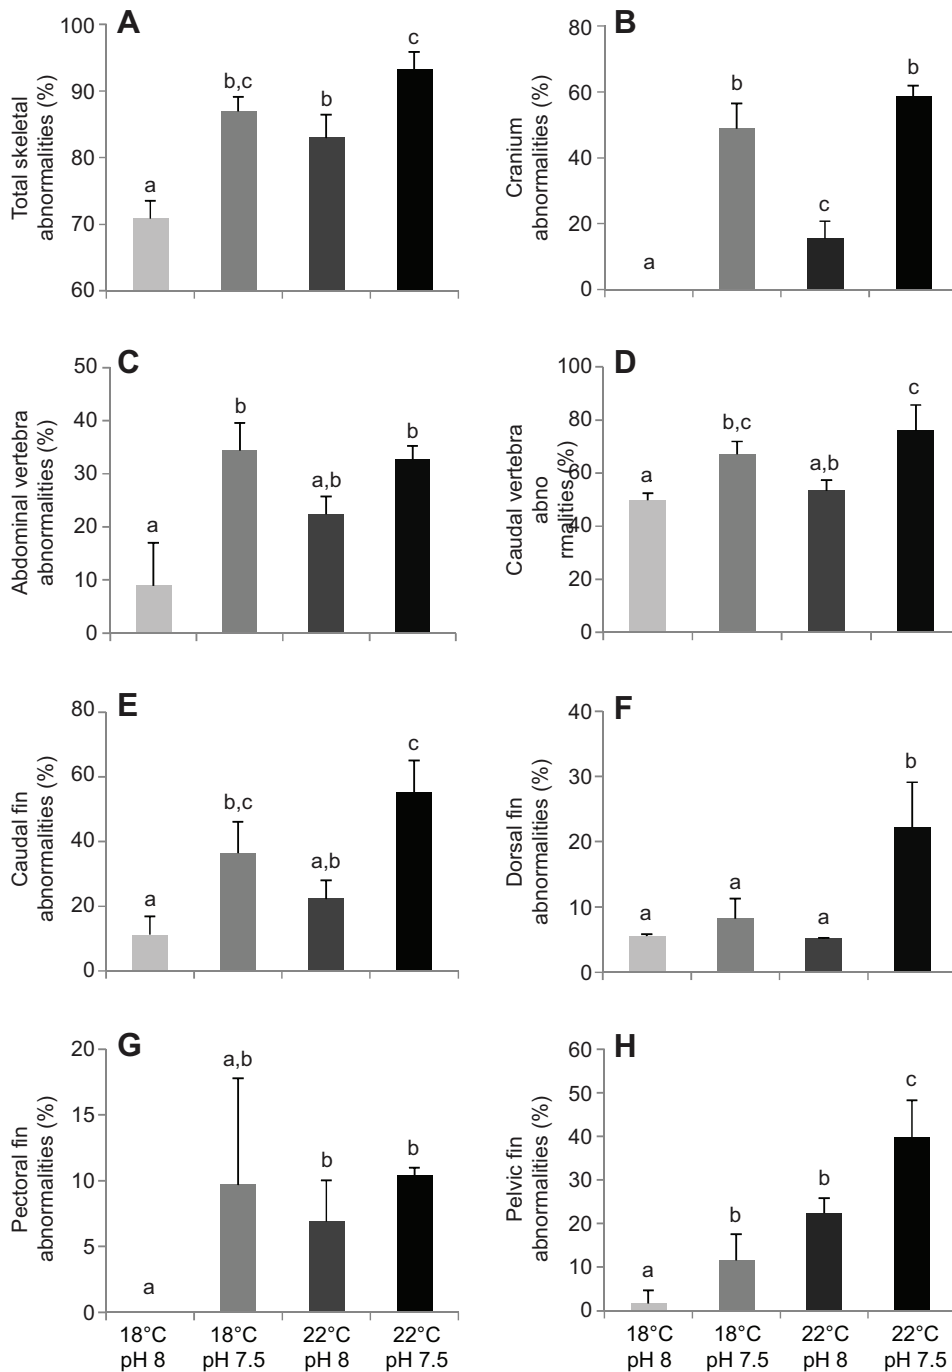 A
Total skeletal
abnormalities (%)
100
90
80
70
60
a
b,c
b
c
B
Cranium
abnormalities (%)
80
60
40
20
0
a
b
c
b
C
Abdominal vertebra
abnormalities (%)
50
40
30
20
10
0
a
b
a,b
b
D
Caudal vertebra
abno
rmalities (%)
100
80
60
40
20
0
a
b,c
a,b
c
E
Caudal fin
abnormalities (%)
80
60
40
20
0
a
b,c
a,b
c
F
Dorsal fin
abnormalities (%)
40
30
20
10
0
a
a
a
b
G
Pectoral fin
abnormalities (%)
20
15
10
5
0
a
a,b
b
b
18°C 18°C 22°C 22°C
pH 8 pH 7.5 pH 8 pH 7.5
H
Pelvic fin
abnormalities (%)
60
50
40
30
20
10
0
a
b
b
c
18°C 18°C 22°C 22°C
pH 8 pH 7.5 pH 8 pH 7.5